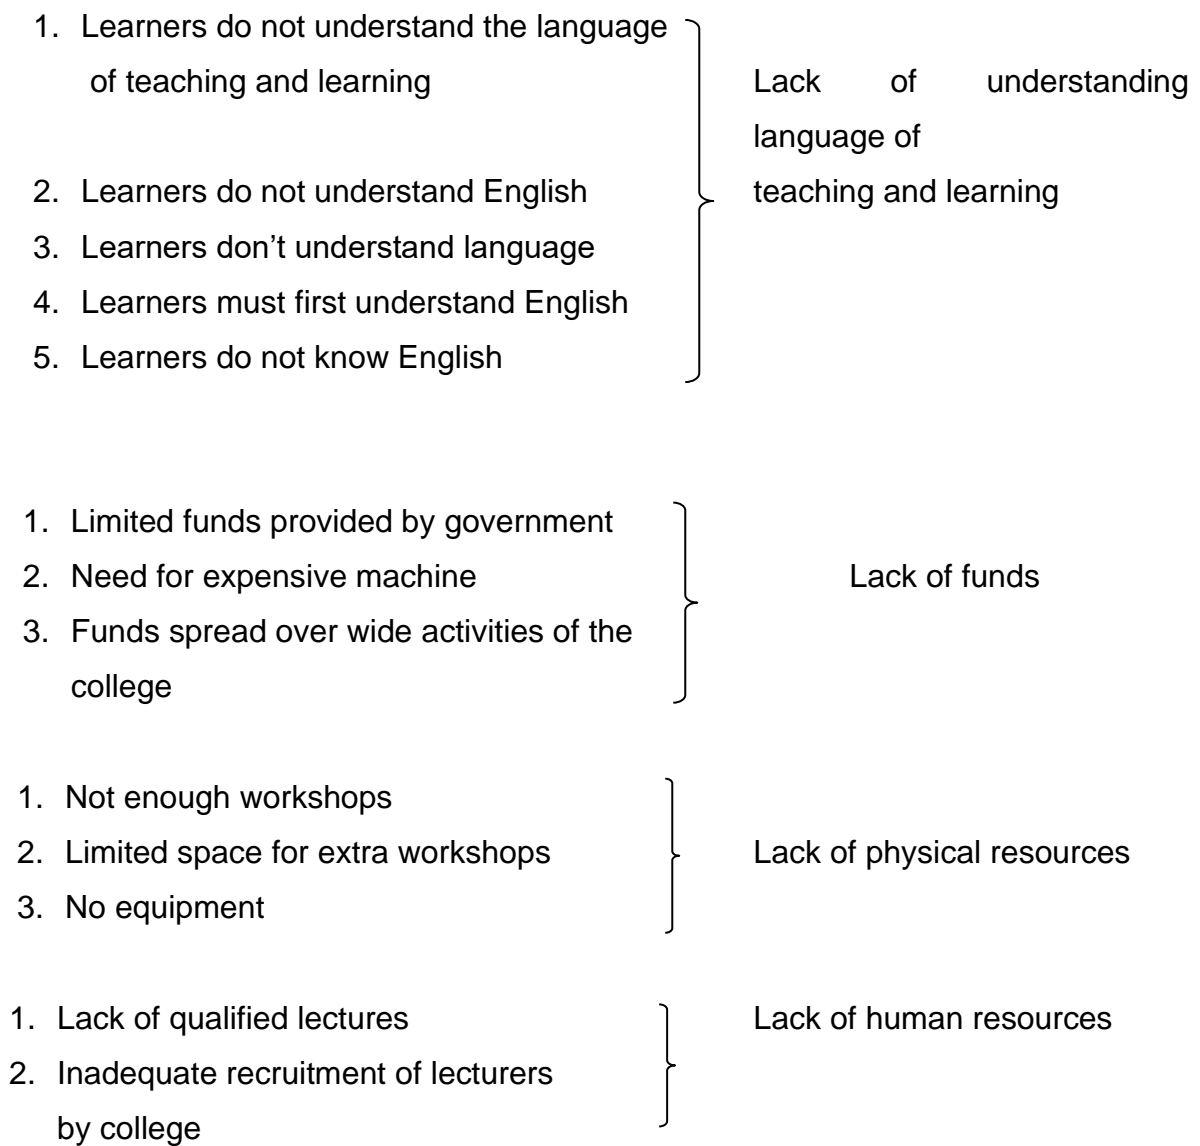 1. Learners do not understand the language
of teaching and learning
Lack of understanding
language of
teaching and learning
2. Learners do not understand English
3. Learners don't understand language
4. Learners must first understand English
5. Learners do not know English
1. Limited funds provided by government
2. Need for expensive machine
3. Funds spread over wide activities of the
college
Lack of funds
1. Not enough workshops
2. Limited space for extra workshops
3. No equipment
Lack of physical resources
1. Lack of qualified lectures
2. Inadequate recruitment of lecturers
by college
Lack of human resources